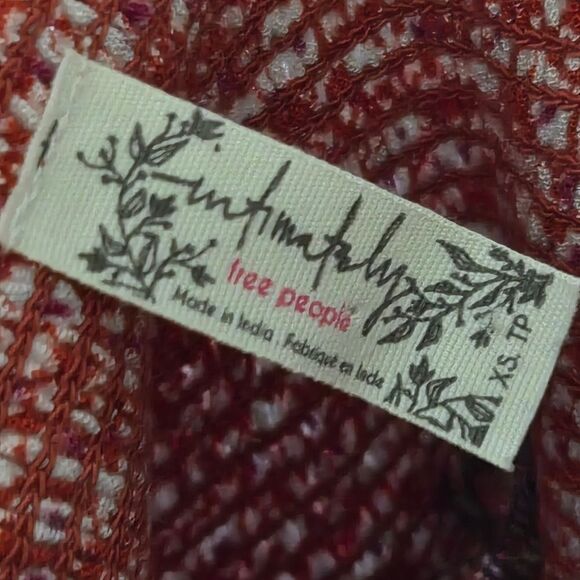 intimately
free people
Made in India . Fabriqué en Inde
XS, TP